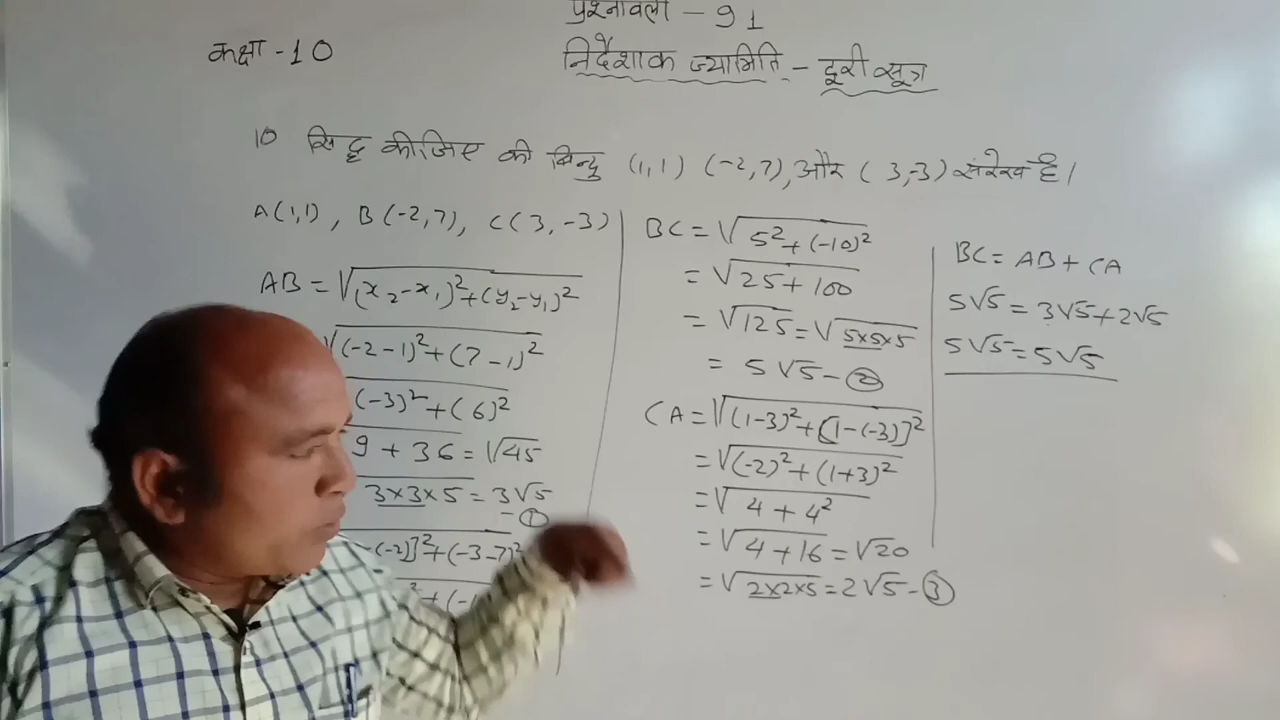 प्रश्नावली - 91
कक्षा - 10
निर्देशाक ज्यामिति - दूरी सूत्र
10 सिद्ध कीजिए की बिन्दु (1,1) (-2,7), और (3,-3) संरेख है।
A(1,1), B(-2,7), C(3,-3)
AB = √(x₂-x₁)²+(y₂-y₁)²
√(-2-1)²+(7-1)²
(-3)²+(6)²
9 + 36 = √45
3×3×5 = 3√5
- ①
-(-2)]²+(-3-7)²
²+(-1
BC = √5²+(-10)²
= √25+100
= √125 = √5×5×5
= 5√5 - ②
CA = √(1-3)²+[1-(-3)]²
= √(-2)²+(1+3)²
= √4+4²
= √4+16 = √20
= √2×2×5 = 2√5 - ③
BC = AB + CA
5√5 = 3√5+2√5
5√5 = 5√5